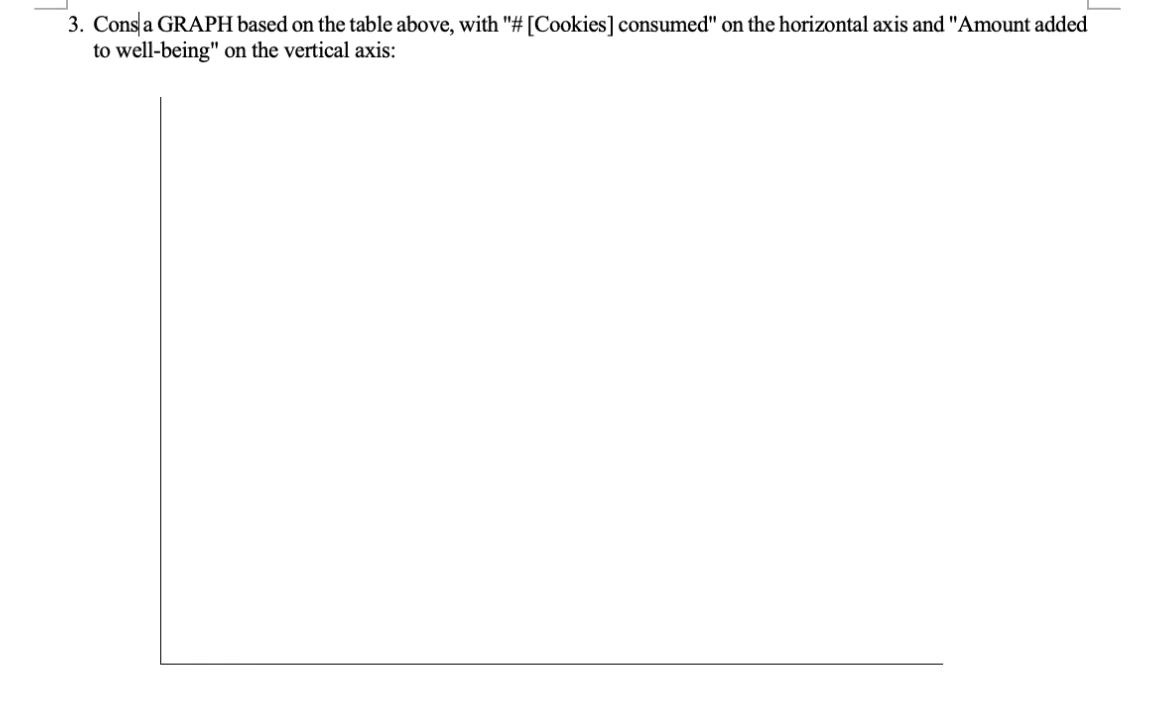 3. Cons a GRAPH based on the table above, with "# [Cookies] consumed" on the horizontal axis and "Amount added
to well-being" on the vertical axis: